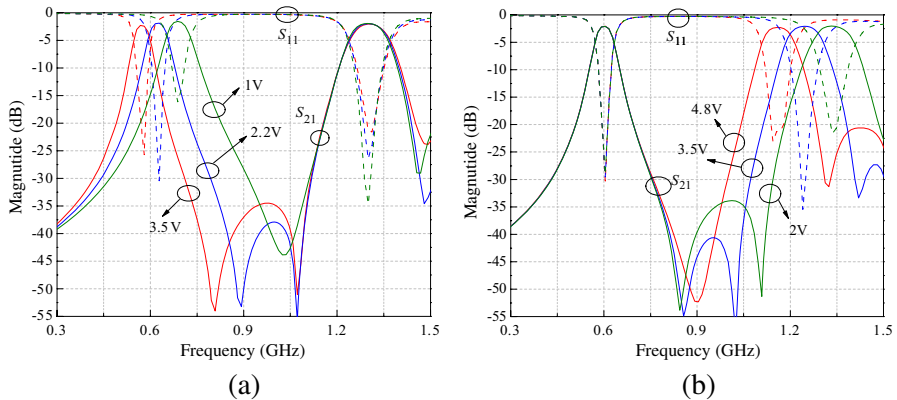 0
-5
-10
-15
-20
-25
-30
-35
-40
-45
-50
-55
Magnutide (dB)
S11
1V
S21
2.2V
3.5V
0.3 0.6 0.9 1.2 1.5
Frequency (GHz)
(a)
0
-5
-10
-15
-20
-25
-30
-35
-40
-45
-50
-55
Magnutide (dB)
S11
4.8V
3.5V
S21
2V
0.3 0.6 0.9 1.2 1.5
Frequency (GHz)
(b)